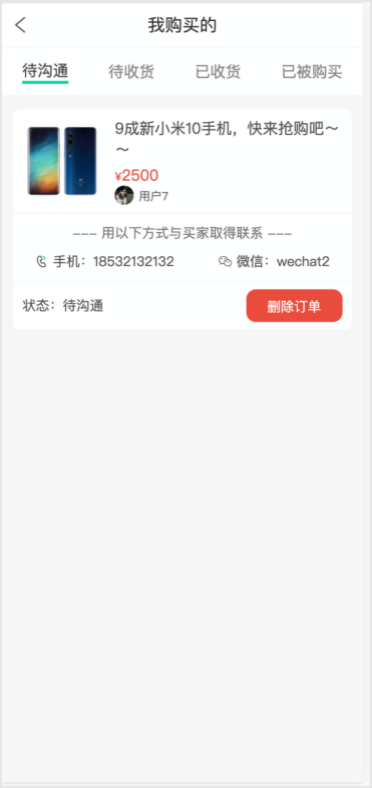 我购买的
待沟通 待收货 已收货 已被购买
9成新小米10手机，快来抢购吧～
～
¥2500
用户7
--- 用以下方式与买家取得联系 ---
手机：18532132132 微信：wechat2
状态：待沟通 删除订单